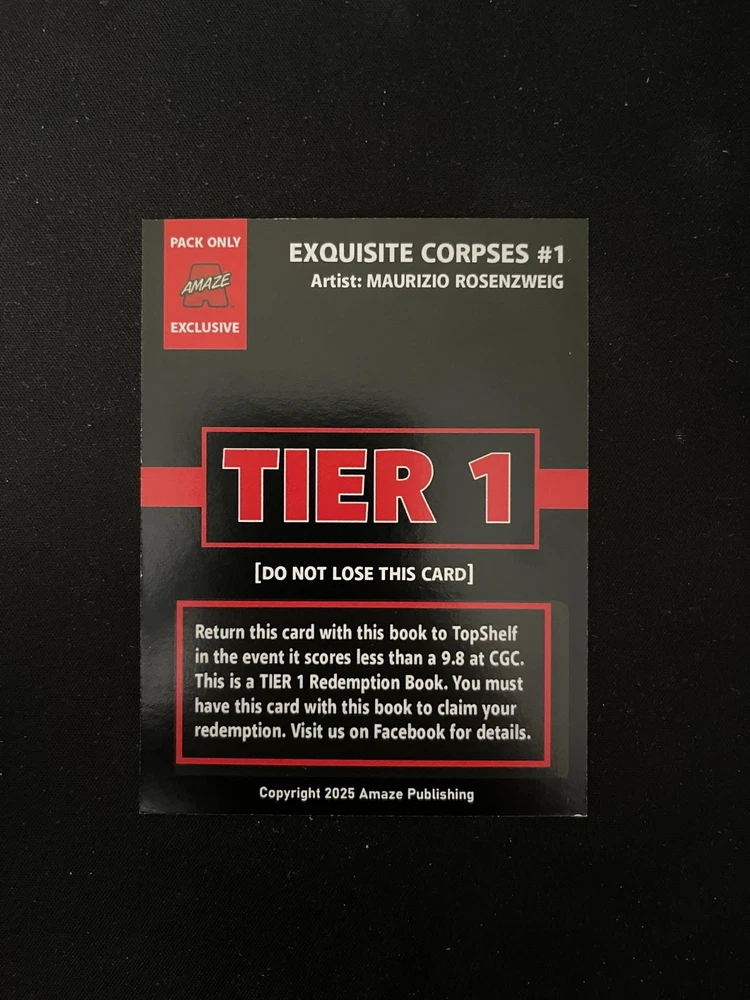 PACK ONLY
AMAZE
EXCLUSIVE
EXQUISITE CORPSES #1
Artist: MAURIZIO ROSENZWEIG
TIER 1
[DO NOT LOSE THIS CARD]
Return this card with this book to TopShelf
in the event it scores less than a 9.8 at CGC.
This is a TIER 1 Redemption Book. You must
have this card with this book to claim your
redemption. Visit us on Facebook for details.
Copyright 2025 Amaze Publishing